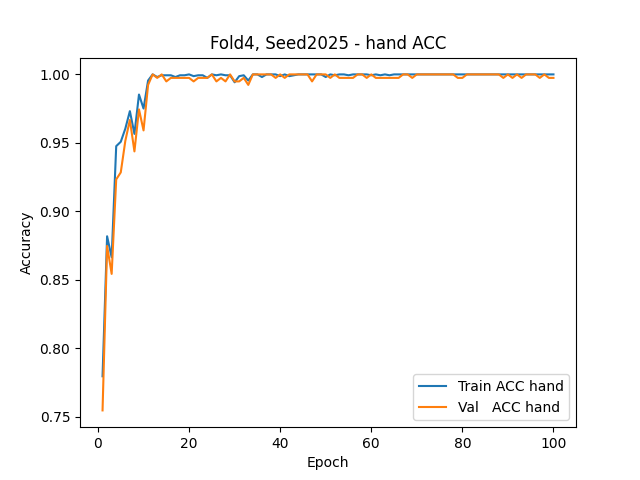 Fold4, Seed2025 - hand ACC
1.00
0.95
0.90
0.85
0.80
0.75
Accuracy
0
20
40
60
80
100
Epoch
Train ACC hand
Val   ACC hand